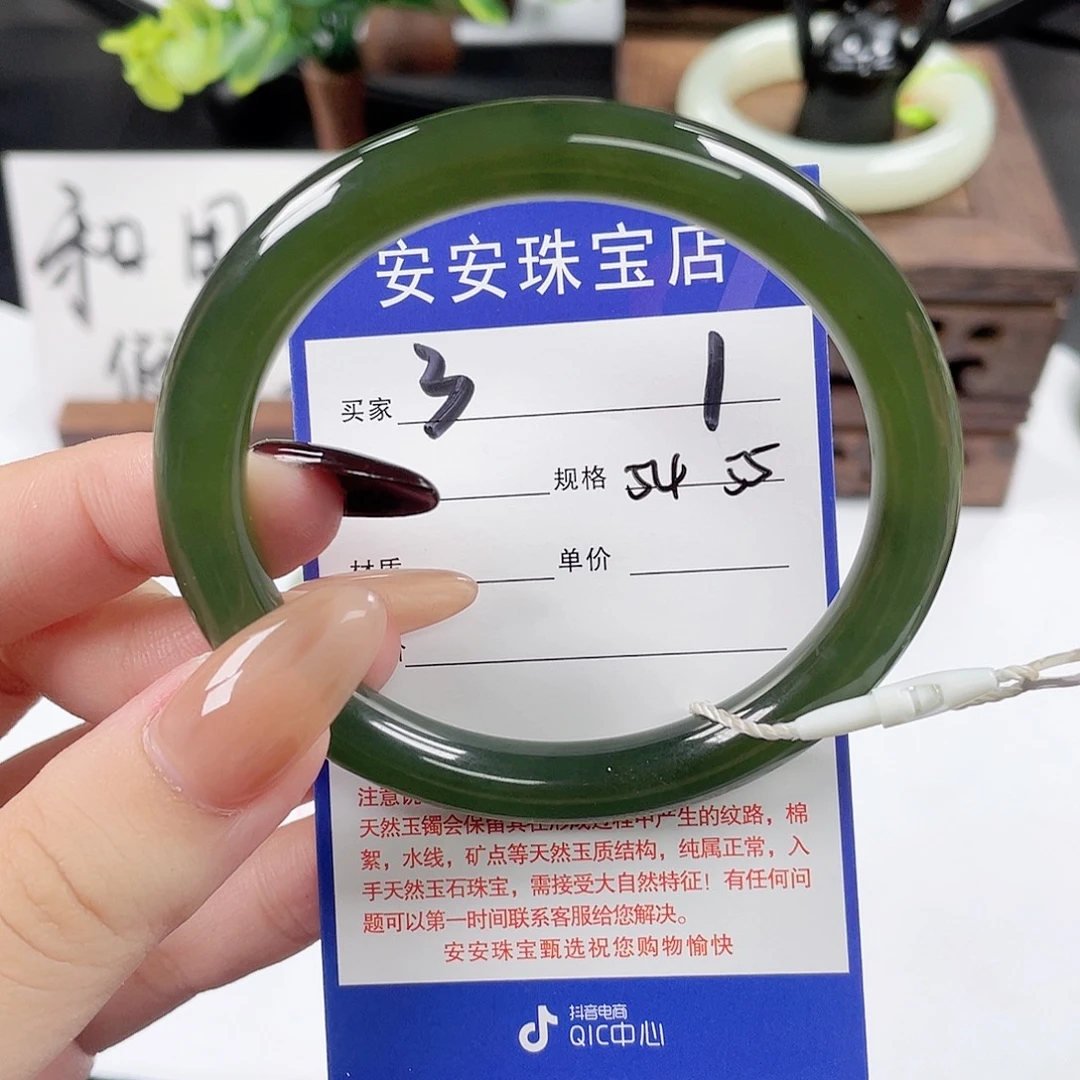 和田
安安珠宝店
买家 3 1
规格 54 55
材质 单价
注意
天然玉镯会保留其在形成过程中产生的纹路，棉
絮，水线，矿点等天然玉质结构，纯属正常，入
手天然玉石珠宝，需接受大自然特征！有任何问
题可以第一时间联系客服给您解决。
安安珠宝甄选祝您购物愉快
抖音电商
QIC中心